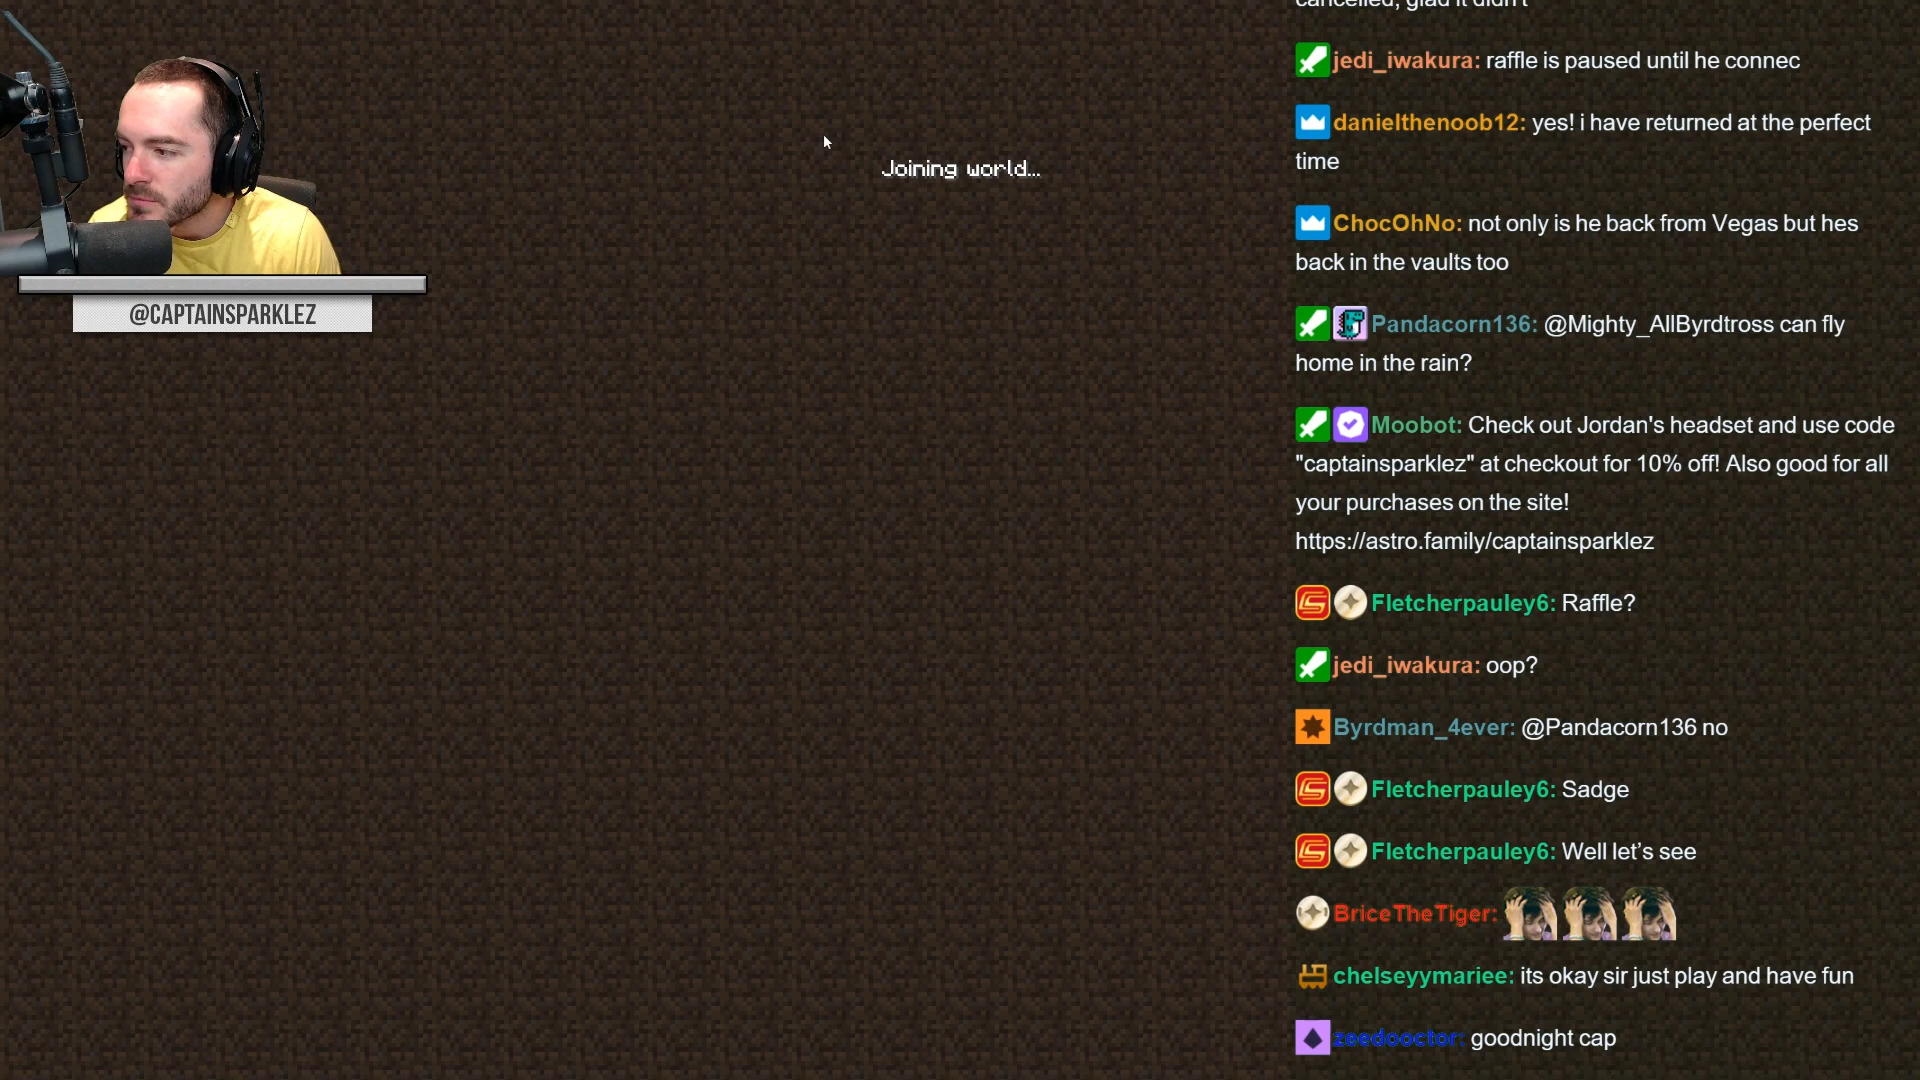 cancelled, glad it didn't
jedi_iwakura: raffle is paused until he connec
danielthenoob12: yes! i have returned at the perfect
time
Joining world...
ChocOhNo: not only is he back from Vegas but hes
back in the vaults too
@CAPTAINSPARKLEZ
Pandacorn136: @Mighty_AllByrdtross can fly
home in the rain?
Moobot: Check out Jordan's headset and use code
"captainsparklez" at checkout for 10% off! Also good for all
your purchases on the site!
https://astro.family/captainsparklez
Fletcherpauley6: Raffle?
jedi_iwakura: oop?
Byrdman_4ever: @Pandacorn136 no
Fletcherpauley6: Sadge
Fletcherpauley6: Well let’s see
BriceTheTiger:
chelseyymariee: its okay sir just play and have fun
zeedooctor: goodnight cap